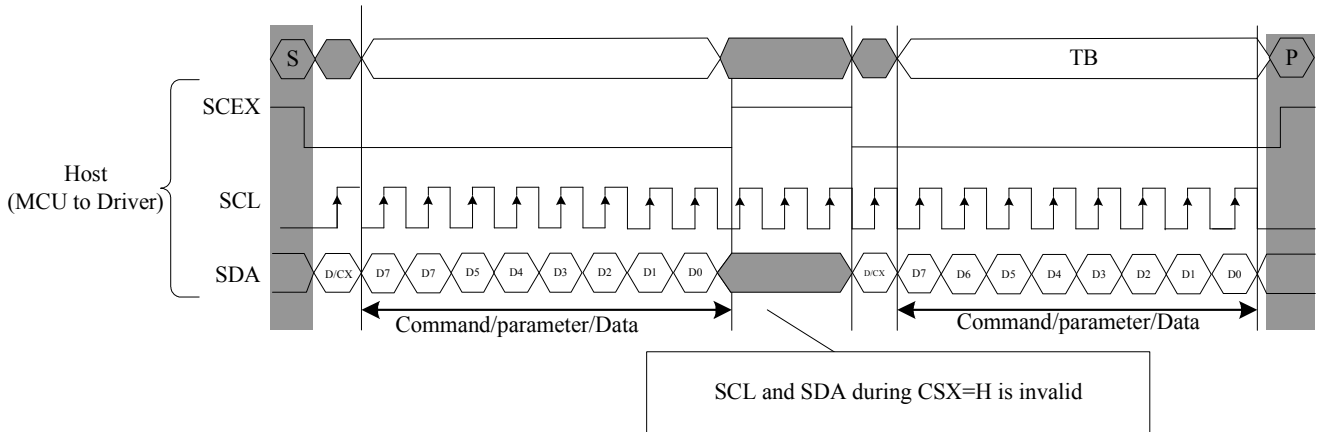 S
TB
P
SCEX
Host
(MCU to Driver)
SCL
SDA
D/CX D7 D7 D5 D4 D3 D2 D1 D0 D/CX D7 D6 D5 D4 D3 D2 D1 D0
Command/parameter/Data
Command/parameter/Data
SCL and SDA during CSX=H is invalid